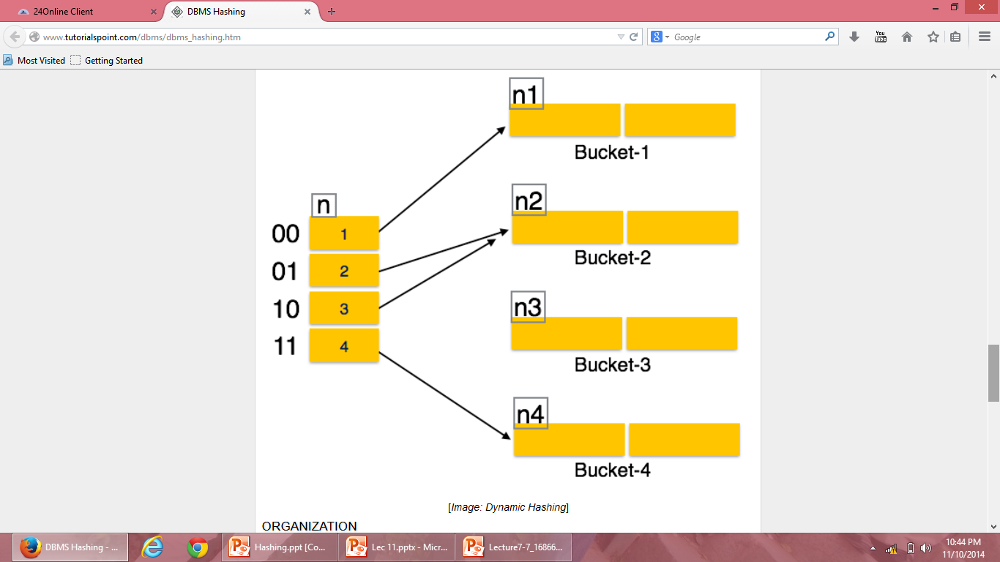 24Online Client
DBMS Hashing
www.tutorialspoint.com/dbms/dbms_hashing.htm
Google
You Tube
Most Visited
Getting Started
n1
Bucket-1
n
n2
00 1
Bucket-2
01 2
10 3
n3
11 4
Bucket-3
n4
Bucket-4
[Image: Dynamic Hashing]
ORGANIZATION
DBMS Hashing - ...
Hashing.ppt [Co...
Lec 11.pptx - Micr...
Lecture7-7_16866...
10:44 PM
11/10/2014